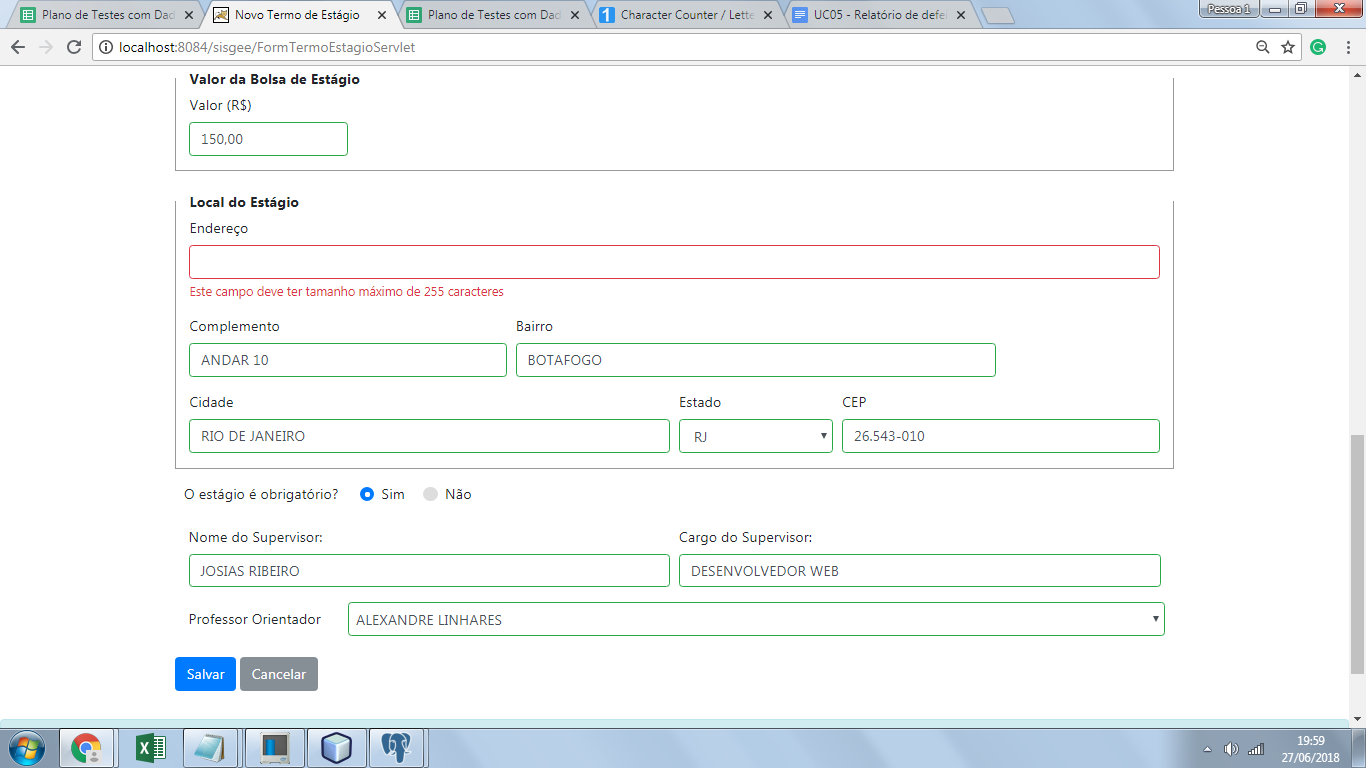 Plano de Testes com Dad
Novo Termo de Estágio
Plano de Testes com Dad
Character Counter / Lette
UC05 - Relatório de defei
Pessoa 1
localhost:8084/sisgee/FormTermoEstagioServlet
Valor da Bolsa de Estágio
Valor (R$)
150,00
Local do Estágio
Endereço
Este campo deve ter tamanho máximo de 255 caracteres
Complemento Bairro
ANDAR 10 BOTAFOGO
Cidade Estado CEP
RIO DE JANEIRO RJ 26.543-010
O estágio é obrigatório? Sim Não
Nome do Supervisor: Cargo do Supervisor:
JOSIAS RIBEIRO DESENVOLVEDOR WEB
Professor Orientador ALEXANDRE LINHARES
Salvar Cancelar
19:59
27/06/2018